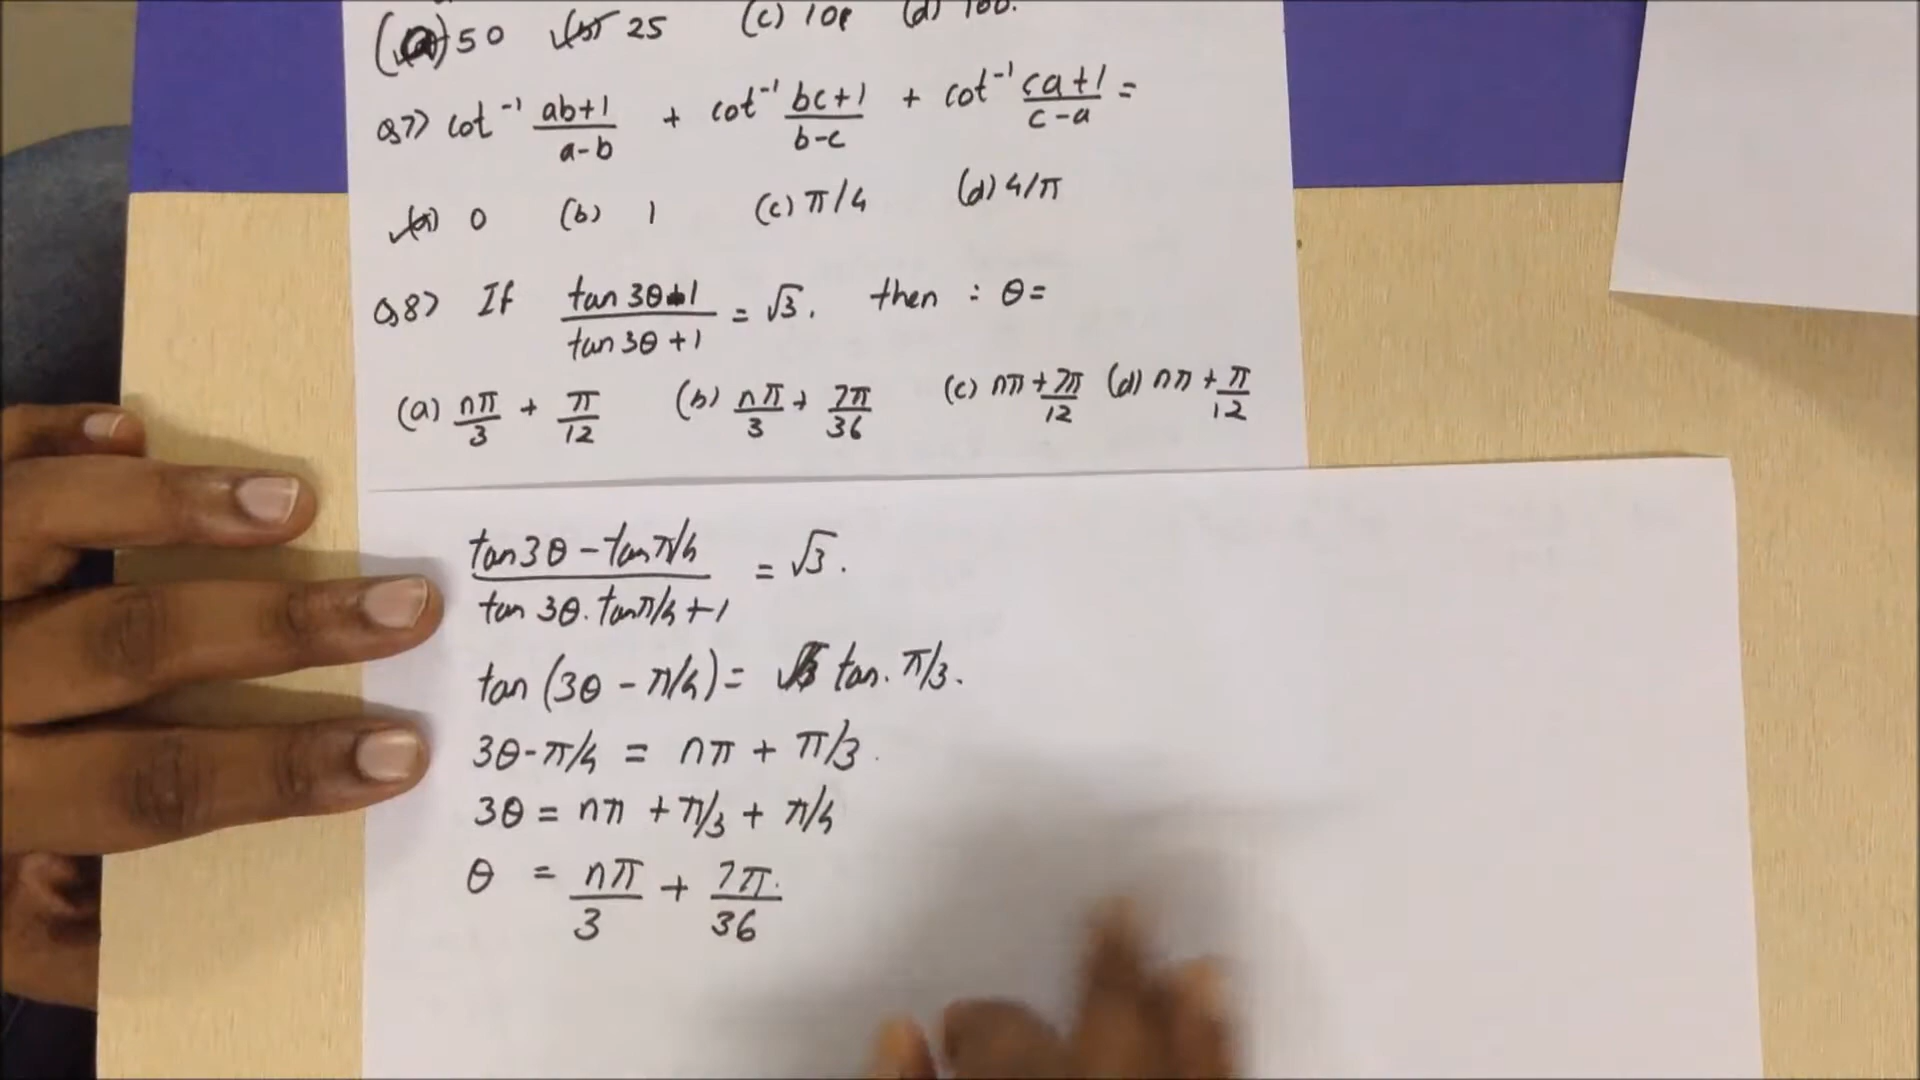 (a) 50 (b) 25 (c) 101 (d) 100.
Q7> cot⁻¹ (ab+1)/(a-b) + cot⁻¹ (bc+1)/(b-c) + cot⁻¹ (ca+1)/(c-a) =
(a) 0 (b) 1 (c) π/4 (d) 4/π
Q8> If (tan 3θ-1)/(tan 3θ+1) = √3. then : θ=
(a) nπ/3 + π/12 (b) nπ/3 + 7π/36 (c) nπ + 7π/12 (d) nπ + π/12
(tan3θ - tanπ/4)/(tan 3θ. tanπ/4 + 1) = √3.
tan (3θ - π/4) = tan. π/3.
3θ - π/4 = nπ + π/3.
3θ = nπ + π/3 + π/4
θ = nπ/3 + 7π/36